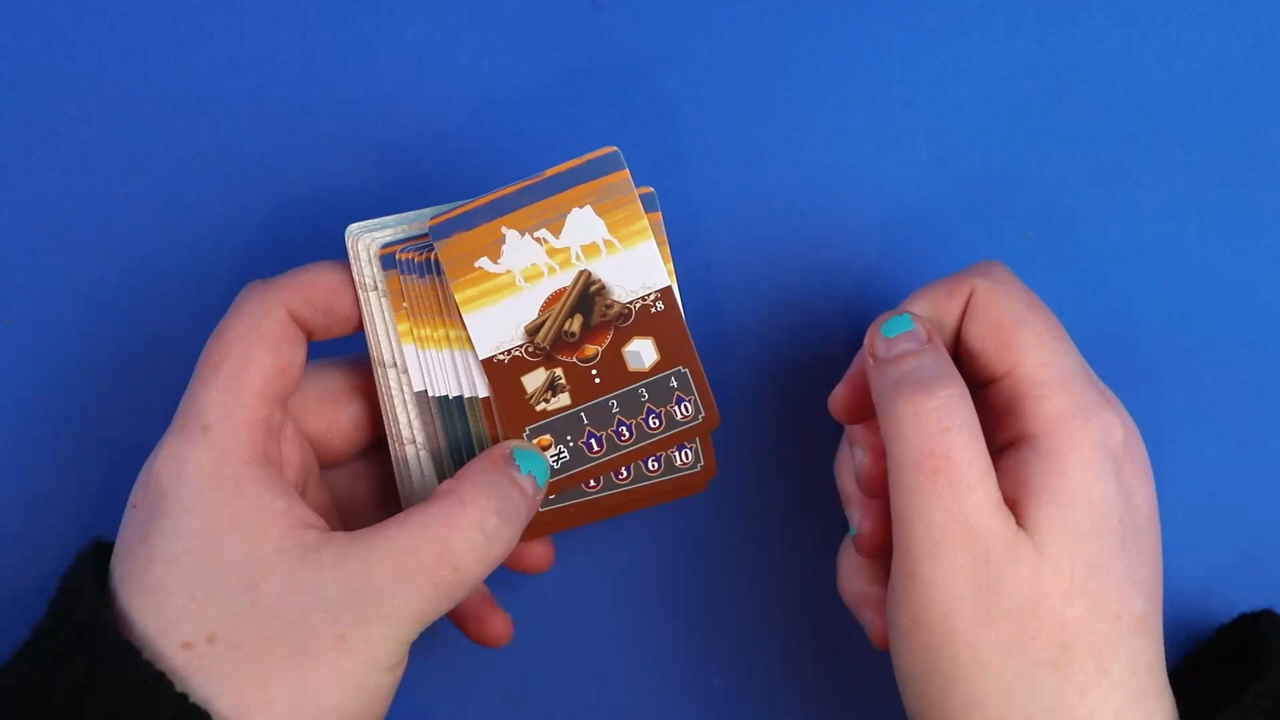 x8
:
1 2 3 4
: 1 3 6 10
≠
1 3 6 10